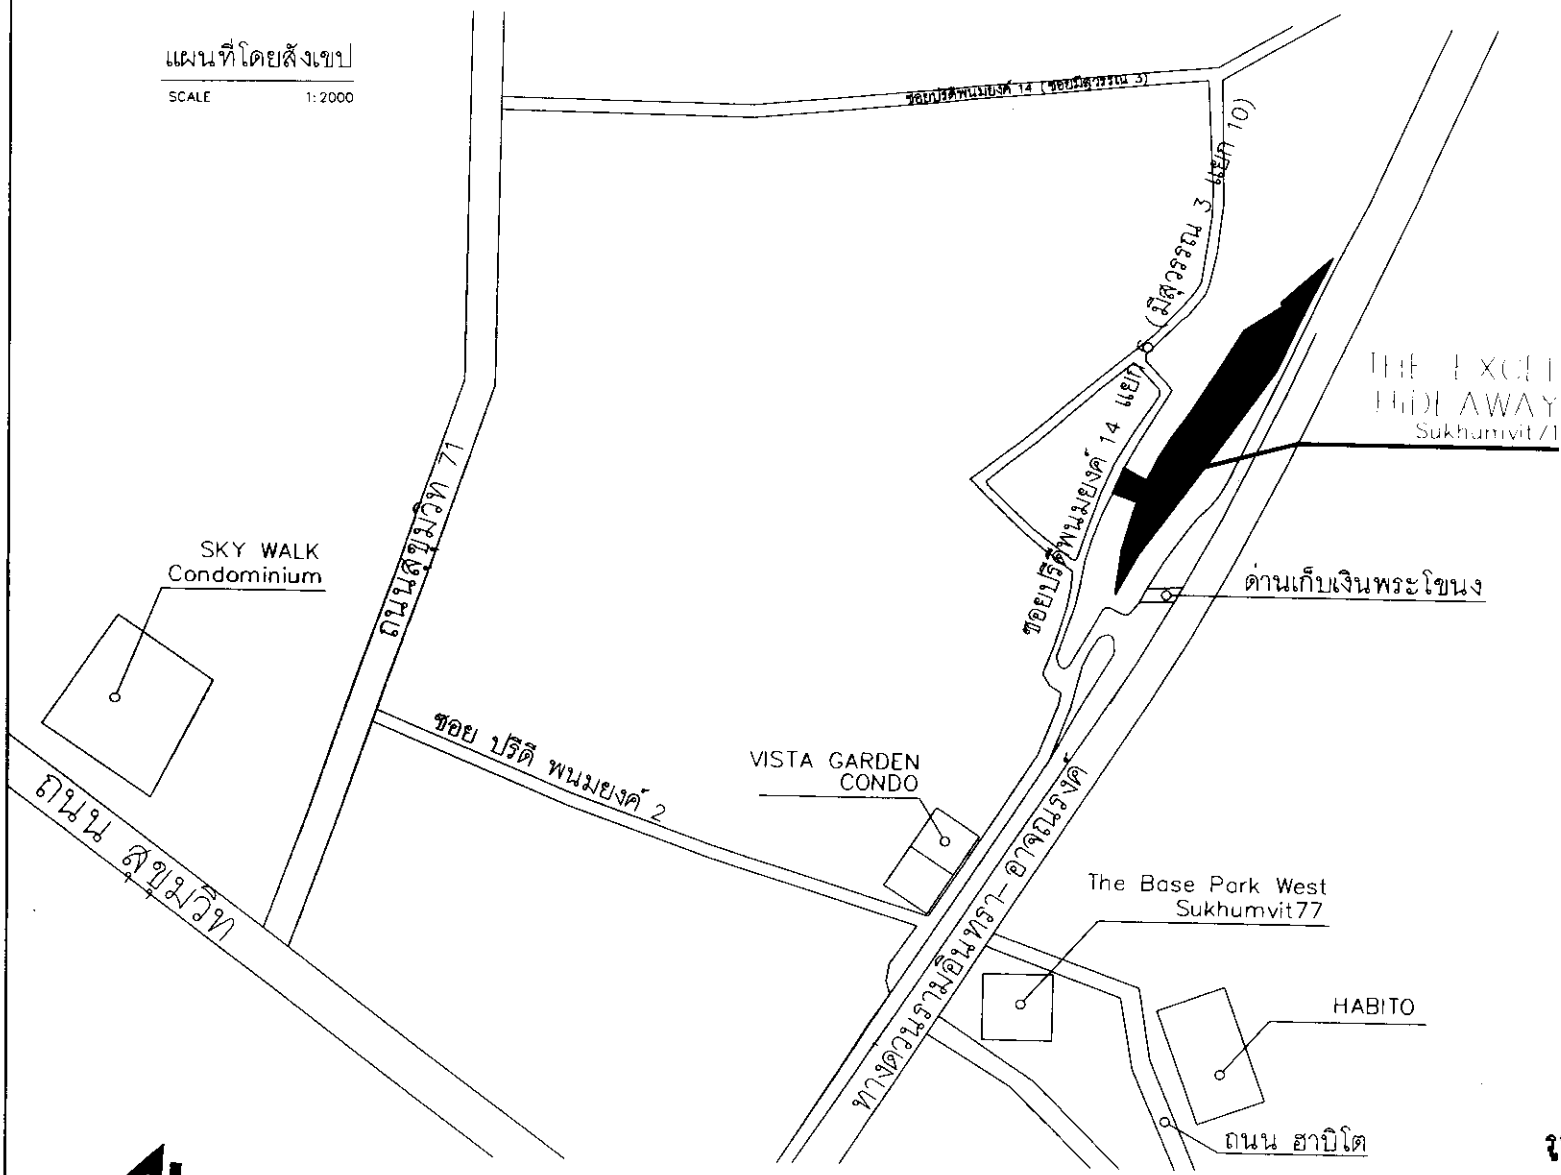 แผนที่โดยสังเขป
SCALE 1:2000
ซอยปรีดีพนมยงค์ 14 (ซอยมีสุวรรณ 3)
ซอยปรีดีพนมยงค์ 14 แยก 6 (มีสุวรรณ 3 แยก 10)
THE EXCEL
HIDEAWAY
Sukhumvit71
ถนนสุขุมวิท 71
SKY WALK
Condominium
ด่านเก็บเงินพระโขนง
ซอย ปรีดี พนมยงค์ 2
VISTA GARDEN
CONDO
ถนน สุขุมวิท
ทางด่วนรามอินทรา-อาจณรงค์
The Base Park West
Sukhumvit77
HABITO
ถนน ฮาบิโต